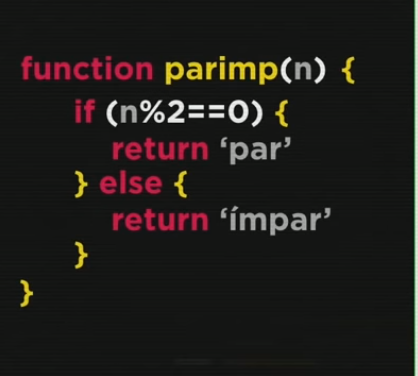 function parimp(n) {
if (n%2==0) {
return ‘par’
} else {
return ‘ímpar’
}
}